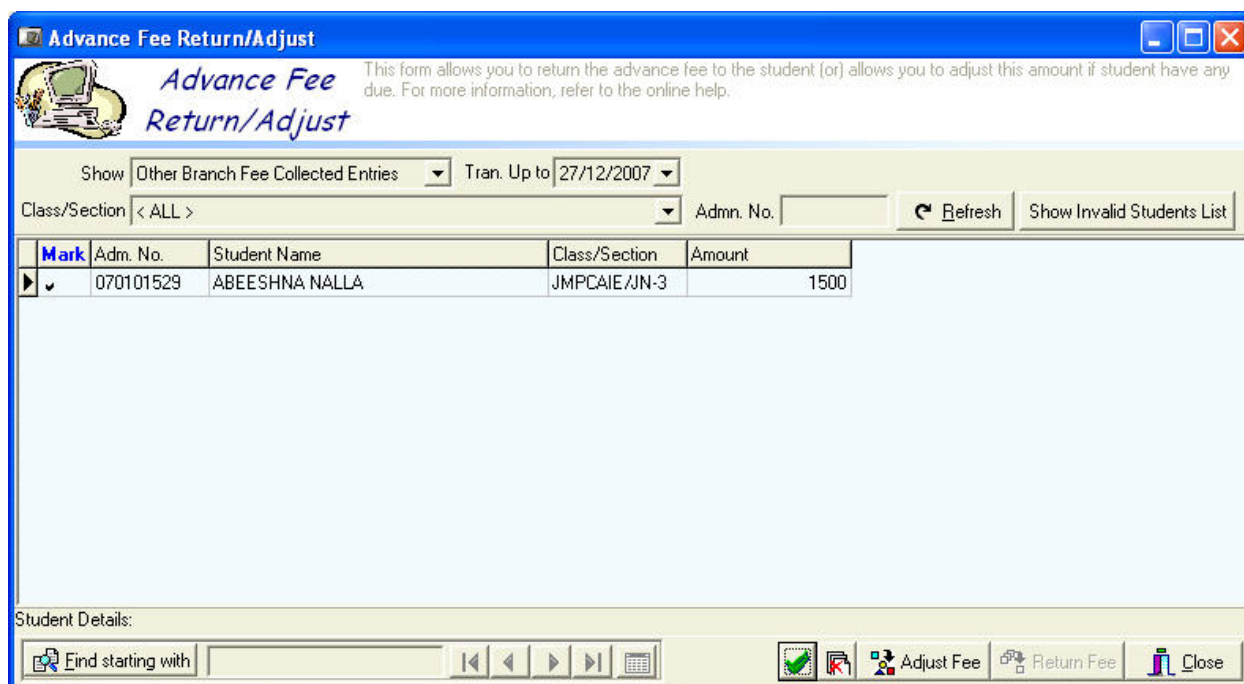 Advance Fee Return/Adjust
Advance Fee
Return/Adjust
This form allows you to return the advance fee to the student (or) allows you to adjust this amount if student have any
due. For more information, refer to the online help.
Show Other Branch Fee Collected Entries Tran. Up to 27/12/2007
Class/Section < ALL > Admn. No. Refresh Show Invalid Students List
Mark Adm. No. Student Name Class/Section Amount
070101529 ABEESHNA NALLA JMPCAIE/JN-3 1500
Student Details:
Find starting with Adjust Fee Return Fee Close